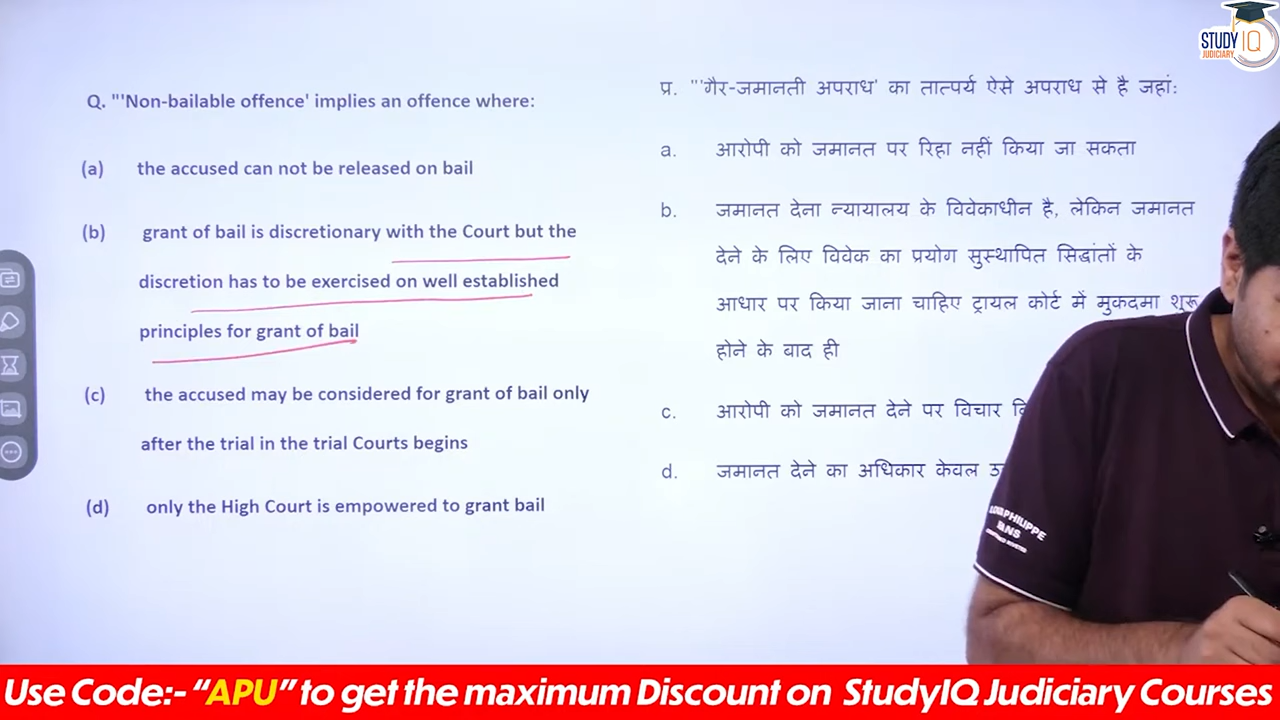 STUDY IQ
JUDICIARY
Q. "'Non-bailable offence' implies an offence where:
(a) the accused can not be released on bail
(b) grant of bail is discretionary with the Court but the
discretion has to be exercised on well established
principles for grant of bail
(c) the accused may be considered for grant of bail only
after the trial in the trial Courts begins
(d) only the High Court is empowered to grant bail
प्र. "'गैर-जमानती अपराध' का तात्पर्य ऐसे अपराध से है जहां:
a. आरोपी को जमानत पर रिहा नहीं किया जा सकता
b. जमानत देना न्यायालय के विवेकाधीन है, लेकिन जमानत
देने के लिए विवेक का प्रयोग सुस्थापित सिद्धांतों के
आधार पर किया जाना चाहिए ट्रायल कोर्ट में मुकदमा शुरू
होने के बाद ही
c. आरोपी को जमानत देने पर विचार
d. जमानत देने का अधिकार केवल
PHILIPPE
Use Code:- “APU” to get the maximum Discount on StudyIQ Judiciary Courses